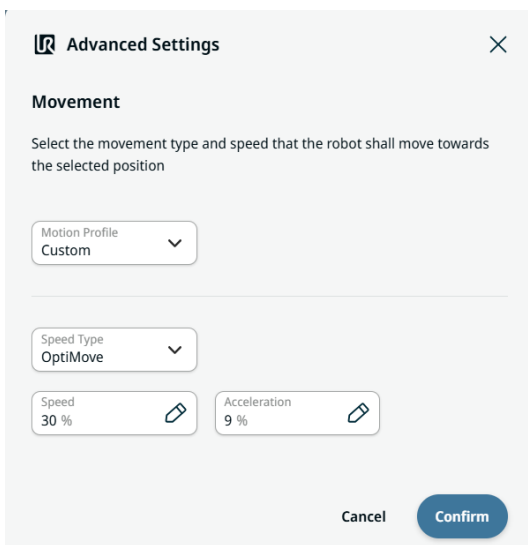 UR Advanced Settings
Movement
Select the movement type and speed that the robot shall move towards
the selected position
Motion Profile
Custom
Speed Type
OptiMove
Speed
30 %
Acceleration
9 %
Cancel
Confirm